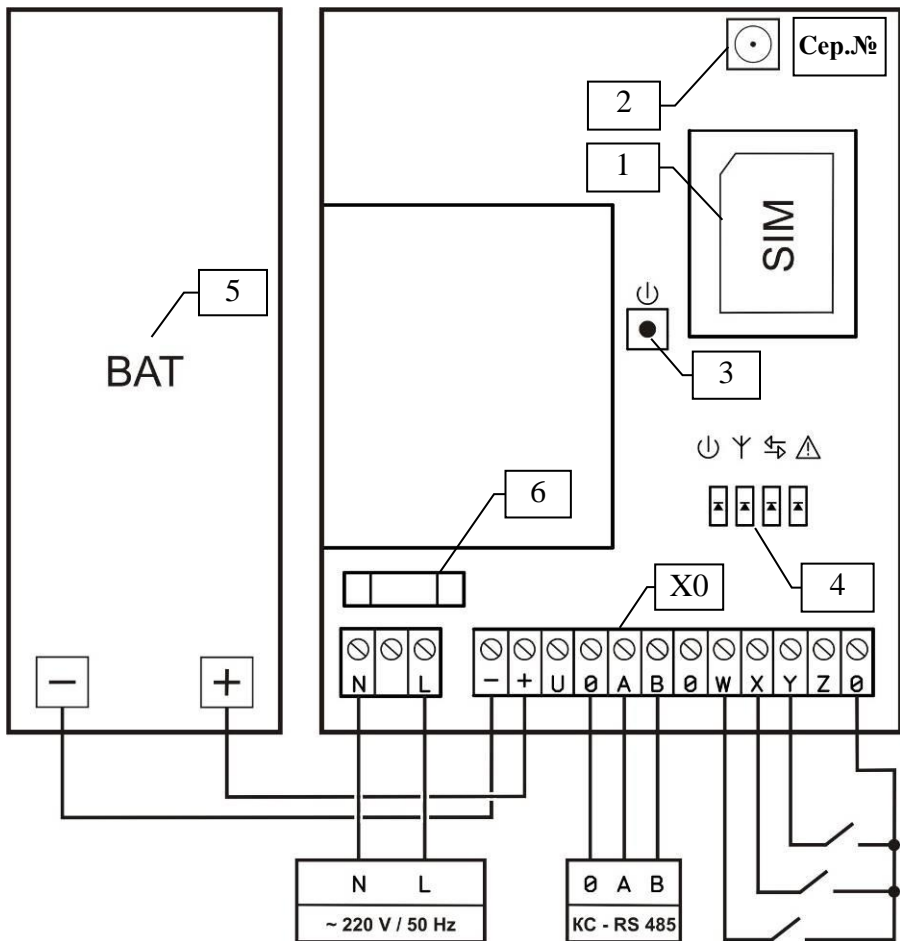 Сер.№
2
1
SIM
5
BAT
3
6
X0
4
N L
− + U 0 A B 0 W X Y Z 0
− +
N L
~ 220 V / 50 Hz
0 A B
КС - RS 485